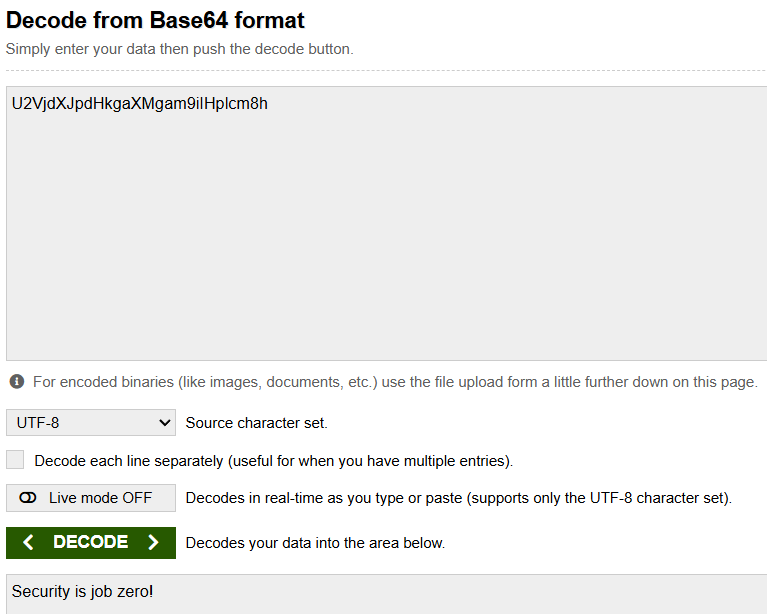 Decode from Base64 format
Simply enter your data then push the decode button.
U2VjdXJpdHkgaXMgam9iIHplcm8h
For encoded binaries (like images, documents, etc.) use the file upload form a little further down on this page.
UTF-8 Source character set.
Decode each line separately (useful for when you have multiple entries).
Live mode OFF Decodes in real-time as you type or paste (supports only the UTF-8 character set).
DECODE Decodes your data into the area below.
Security is job zero!